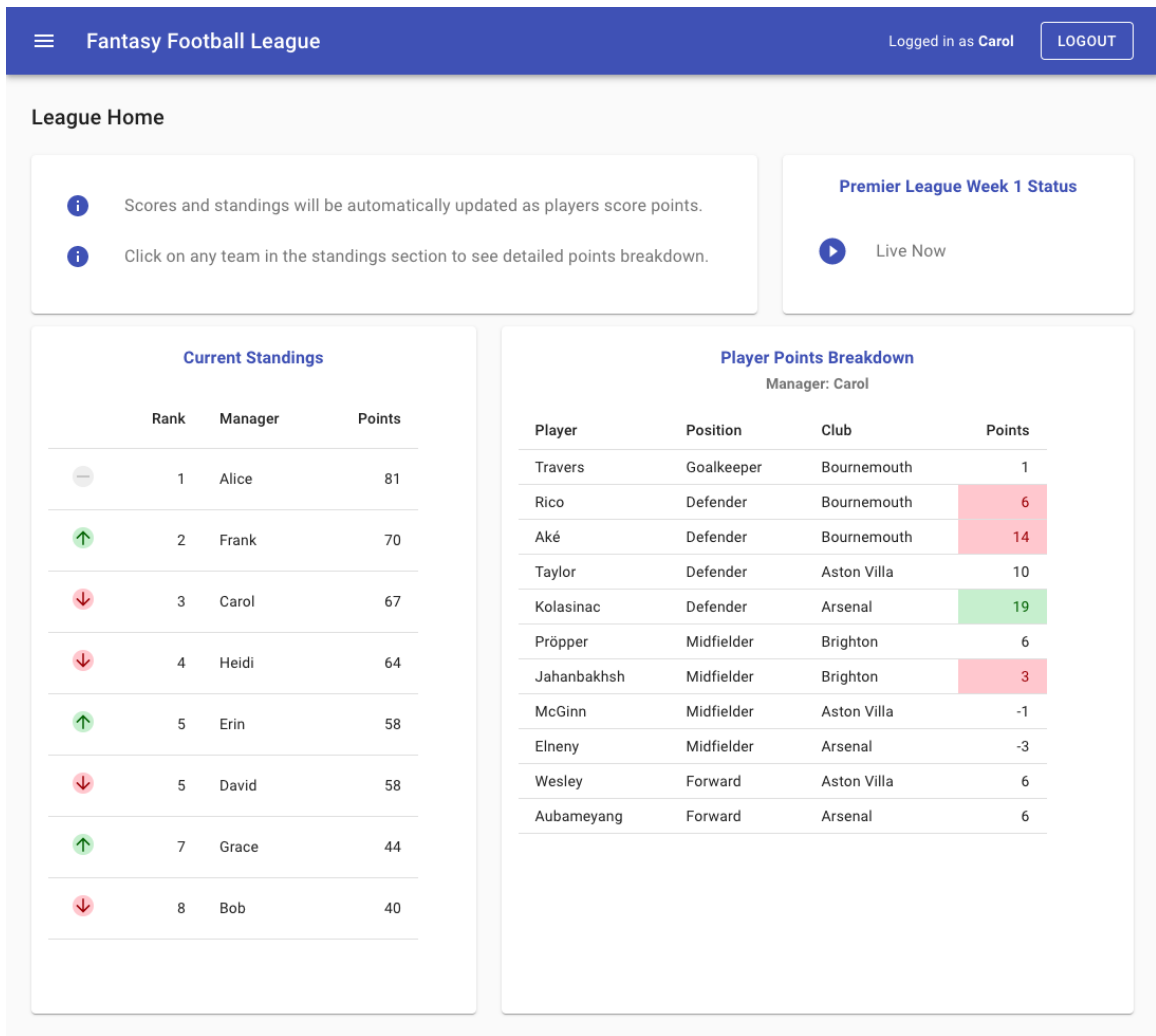 Fantasy Football League
Logged in as Carol
LOGOUT
League Home
Scores and standings will be automatically updated as players score points.
Click on any team in the standings section to see detailed points breakdown.
Premier League Week 1 Status
Live Now
Current Standings
Rank Manager Points
1 Alice 81
2 Frank 70
3 Carol 67
4 Heidi 64
5 Erin 58
5 David 58
7 Grace 44
8 Bob 40
Player Points Breakdown
Manager: Carol
Player Position Club Points
Travers Goalkeeper Bournemouth 1
Rico Defender Bournemouth 6
Aké Defender Bournemouth 14
Taylor Defender Aston Villa 10
Kolasinac Defender Arsenal 19
Pröpper Midfielder Brighton 6
Jahanbakhsh Midfielder Brighton 3
McGinn Midfielder Aston Villa -1
Elneny Midfielder Arsenal -3
Wesley Forward Aston Villa 6
Aubameyang Forward Arsenal 6